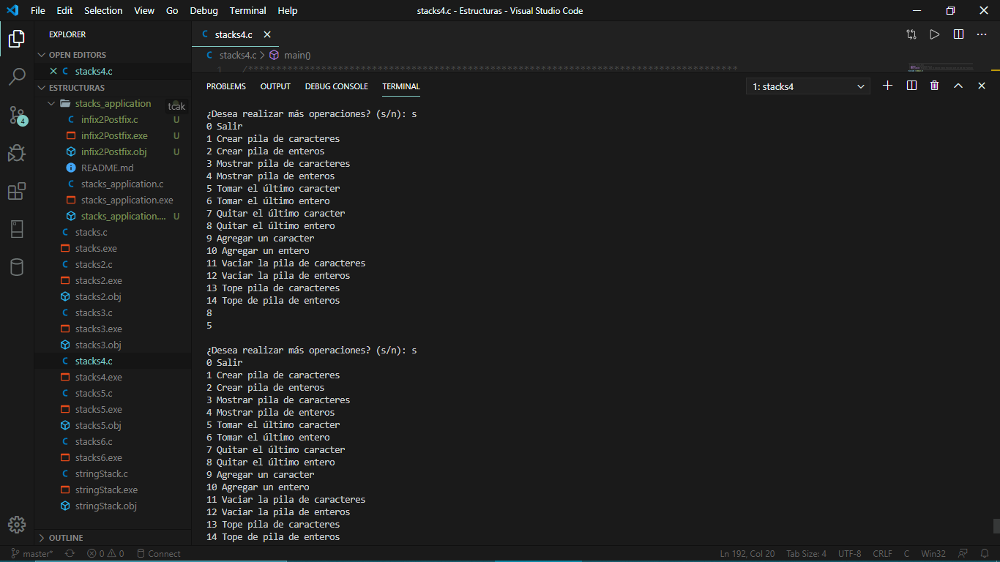 File Edit Selection View Go Debug Terminal Help
stacks4.c - Estructuras - Visual Studio Code
EXPLORER
OPEN EDITORS
stacks4.c
ESTRUCTURAS
stacks_application
tcak
infix2Postfix.c U
infix2Postfix.exe U
infix2Postfix.obj U
README.md
stacks_application.c
stacks_application.exe
stacks_application.... U
stacks.c
stacks.exe
stacks2.c
stacks2.exe
stacks2.obj
stacks3.c
stacks3.exe
stacks3.obj
stacks4.c
stacks4.exe
stacks5.c
stacks5.exe
stacks5.obj
stacks6.c
stacks6.exe
stringStack.c
stringStack.exe
stringStack.obj
OUTLINE
4
C stacks4.c
C stacks4.c > main()
PROBLEMS OUTPUT DEBUG CONSOLE TERMINAL
1: stacks4
¿Desea realizar más operaciones? (s/n): s
0 Salir
1 Crear pila de caracteres
2 Crear pila de enteros
3 Mostrar pila de caracteres
4 Mostrar pila de enteros
5 Tomar el último caracter
6 Tomar el último entero
7 Quitar el último caracter
8 Quitar el último entero
9 Agregar un caracter
10 Agregar un entero
11 Vaciar la pila de caracteres
12 Vaciar la pila de enteros
13 Tope pila de caracteres
14 Tope de pila de enteros
8
5
¿Desea realizar más operaciones? (s/n): s
0 Salir
1 Crear pila de caracteres
2 Crear pila de enteros
3 Mostrar pila de caracteres
4 Mostrar pila de enteros
5 Tomar el último caracter
6 Tomar el último entero
7 Quitar el último caracter
8 Quitar el último entero
9 Agregar un caracter
10 Agregar un entero
11 Vaciar la pila de caracteres
12 Vaciar la pila de enteros
13 Tope pila de caracteres
14 Tope de pila de enteros
master* 0 0 Connect
Ln 192, Col 20 Tab Size: 4 UTF-8 CRLF C Win32